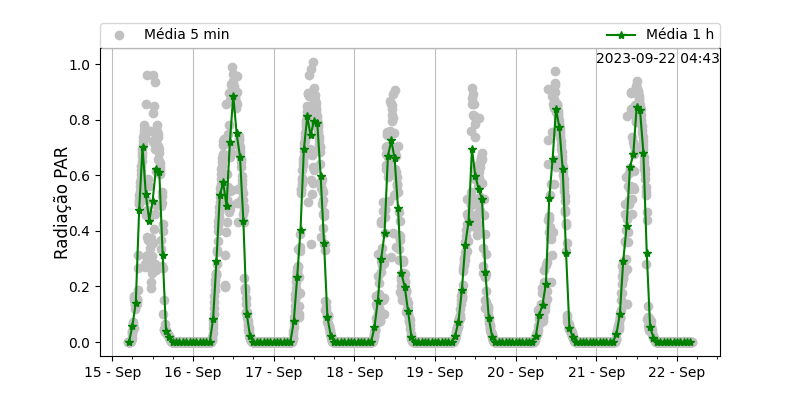 Média 5 min
Média 1 h
2023-09-22 04:43
Radiação PAR
1.0
0.8
0.6
0.4
0.2
0.0
15 - Sep
16 - Sep
17 - Sep
18 - Sep
19 - Sep
20 - Sep
21 - Sep
22 - Sep